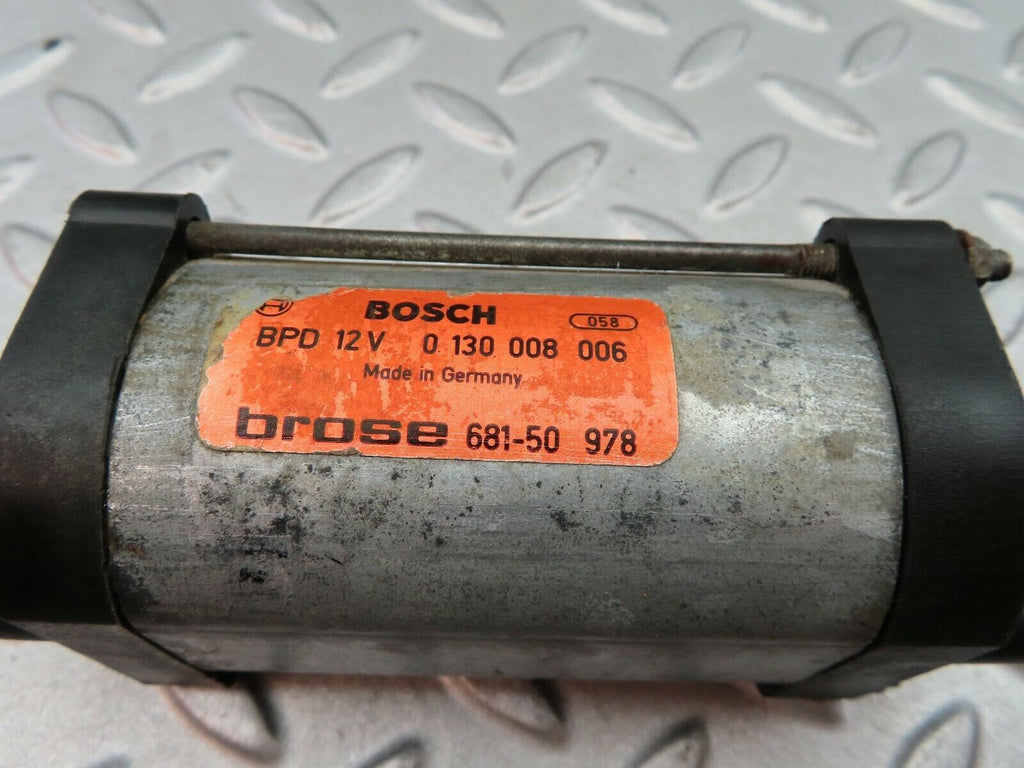 BOSCH 058
BPD 12V 0 130 008 006
Made in Germany
brose 681-50 978